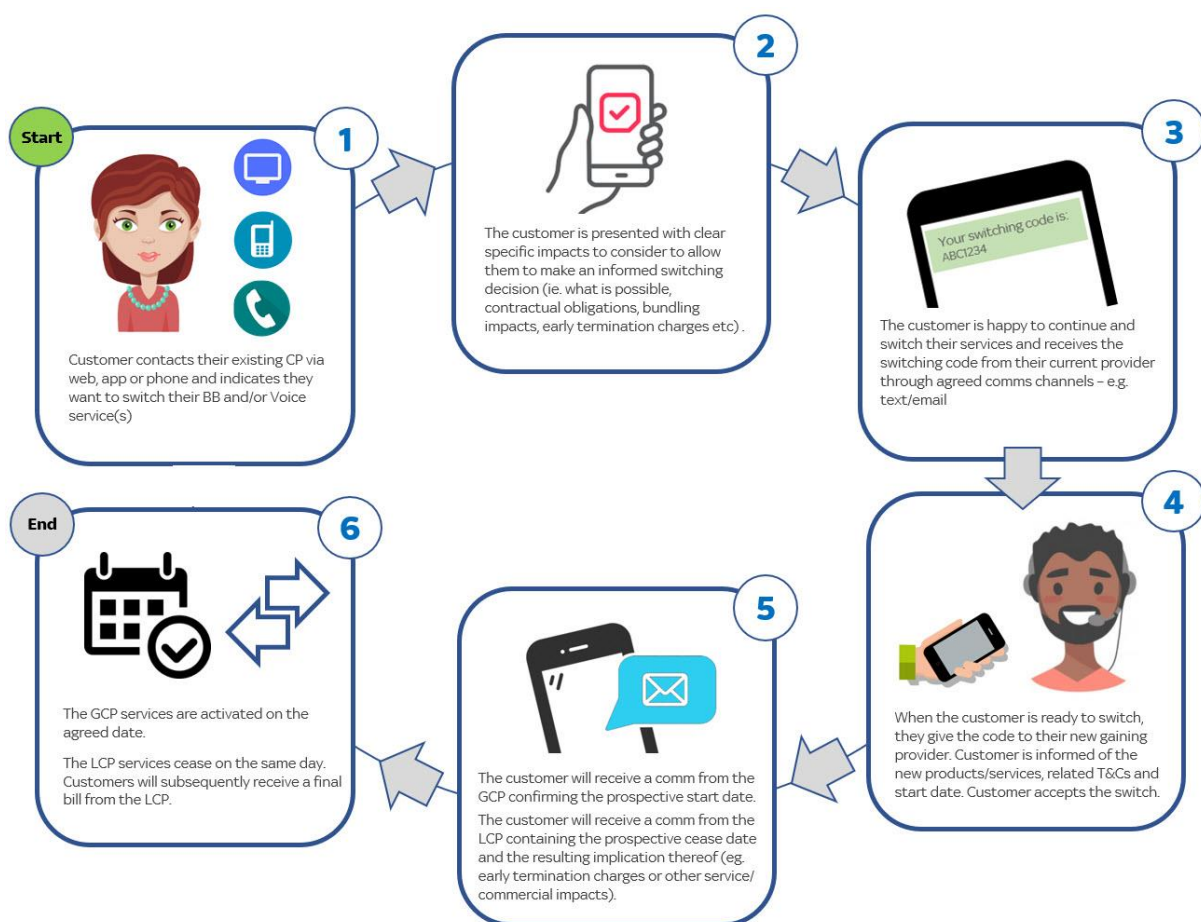 Start
1
Customer contacts their existing CP via
web, app or phone and indicates they
want to switch their BB and/or Voice
service(s)
2
The customer is presented with clear
specific impacts to consider to allow
them to make an informed switching
decision (ie. what is possible,
contractual obligations, bundling
impacts, early termination charges etc) .
3
Your switching code is:
ABC1234
The customer is happy to continue and
switch their services and receives the
switching code from their current provider
through agreed comms channels – e.g.
text/email
4
When the customer is ready to switch,
they give the code to their new gaining
provider. Customer is informed of the
new products/services, related T&Cs and
start date. Customer accepts the switch.
5
The customer will receive a comm from the
GCP confirming the prospective start date.
The customer will receive a comm from the
LCP containing the prospective cease date
and the resulting implication thereof (eg.
early termination charges or other service/
commercial impacts).
End
6
The GCP services are activated on the
agreed date.
The LCP services cease on the same day.
Customers will subsequently receive a final
bill from the LCP.